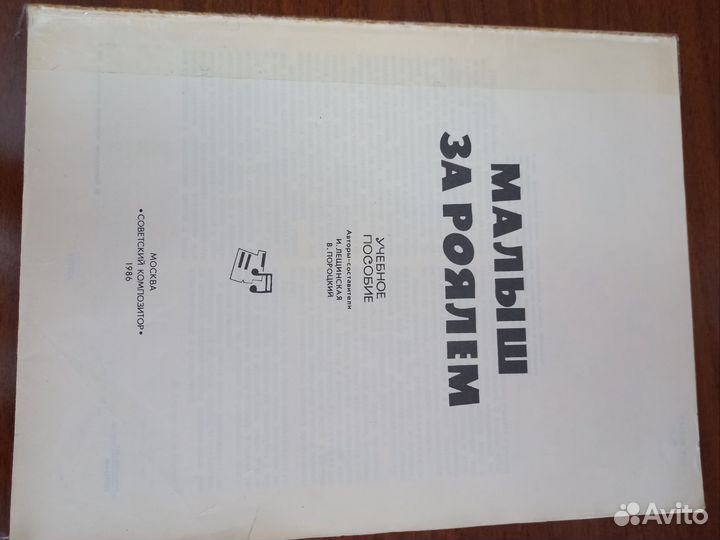 МАЛЫШ
ЗА РОЯЛЕМ
УЧЕБНОЕ
ПОСОБИЕ
Авторы-составители
И. ЛЕЩИНСКАЯ
В. ПОРОЦКИЙ
МОСКВА
•СОВЕТСКИЙ КОМПОЗИТОР•
1986
Avito